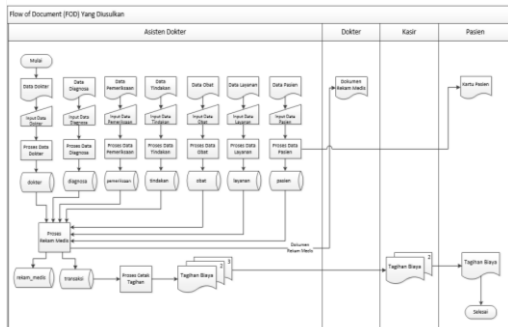 Flow of Document (FOD) Yang Diusulkan
Asisten Dokter
Dokter
Kasir
Pasien
Mulai
Data Dokter
Data
Diagnosa
Data
Pemeriksaan
Data
Tindakan
Data Obat
Data Layanan
Data Pasien
Dokumen
Rekam Medis
Kartu Pasien
Input Data
Dokter
Input Data
Diagnosa
Input Data
Pemeriksaan
Input Data
Tindakan
Input Data
Obat
Input Data
Layanan
Input Data
Pasien
Proses Data
Dokter
Proses Data
Diagnosa
Proses Data
Pemeriksaan
Proses Data
Tindakan
Proses Data
Obat
Proses Data
Layanan
Proses Data
Pasien
dokter
diagnosa
pemeriksaan
tindakan
obat
layanan
pasien
Proses
Rekam Medis
Dokumen
Rekam Medis
rekam_medis
transaksi
Proses Cetak
Tagihan
3
2
Tagihan Biaya
2
Tagihan Biaya
Tagihan Biaya
Selesai